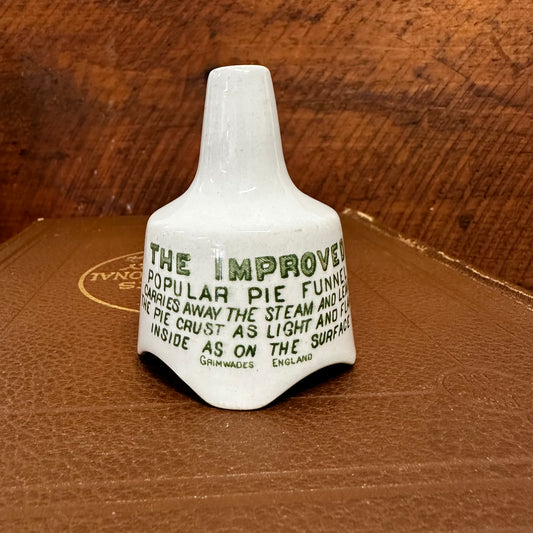 THE IMPROVED
POPULAR PIE FUNNEL
CARRIES AWAY THE STEAM AND
PIE CRUST AS LIGHT AND
INSIDE AS ON THE SURFACE
GRIMWADES ENGLAND